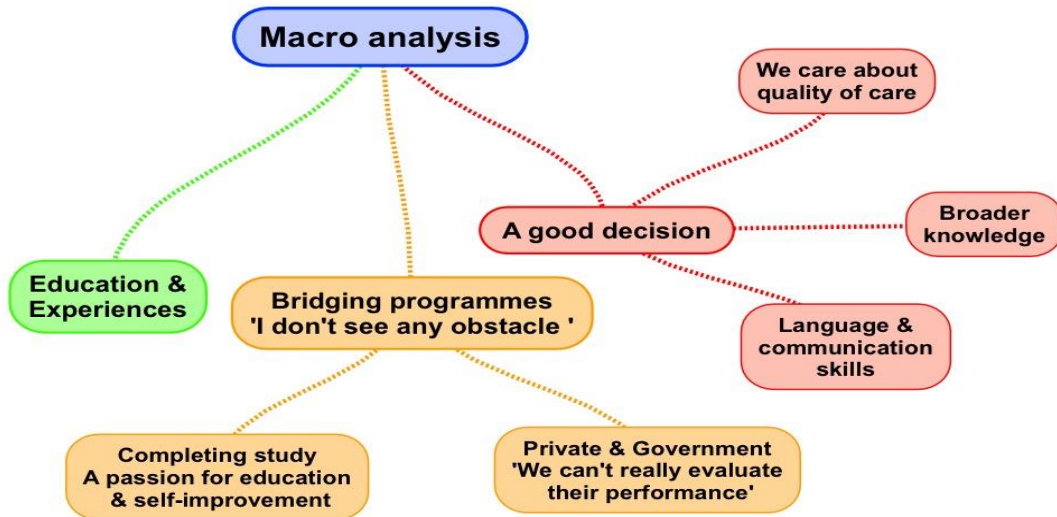 Macro analysis
We care about
quality of care
A good decision
Broader
knowledge
Education &
Experiences
Bridging programmes
'I don't see any obstacle '
Language &
communication
skills
Completing study
A passion for education
& self-improvement
Private & Government
'We can't really evaluate
their performance'